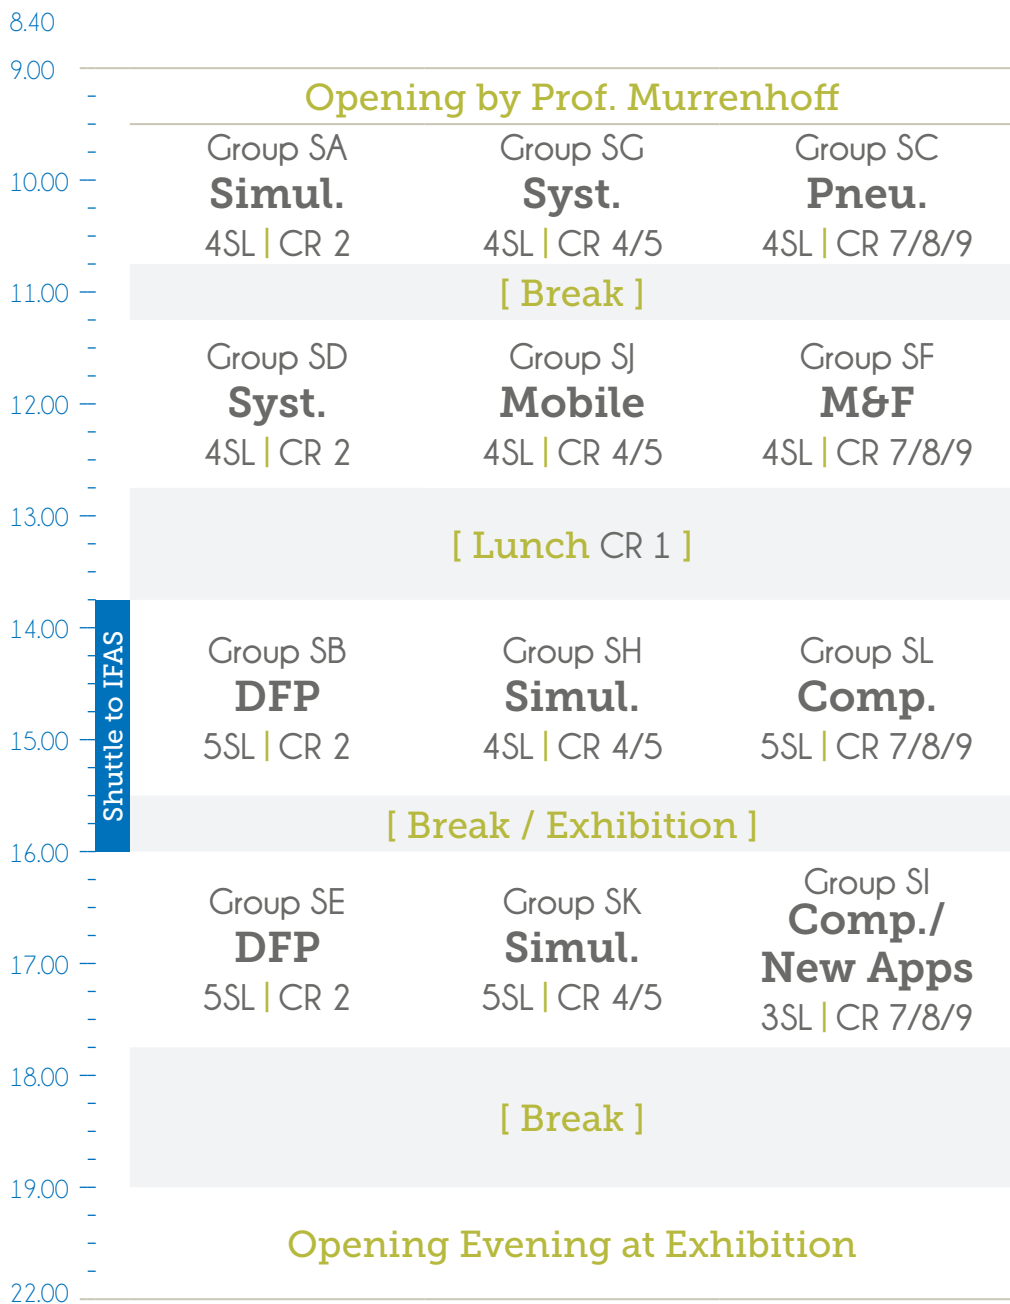 8.40
9.00
Opening by Prof. Murrenhoff
Group SA Group SG Group SC
10.00 Simul. Syst. Pneu.
4SL | CR 2 4SL | CR 4/5 4SL | CR 7/8/9
11.00 [ Break ]
Group SD Group SJ Group SF
12.00 Syst. Mobile M&F
4SL | CR 2 4SL | CR 4/5 4SL | CR 7/8/9
13.00
[ Lunch CR 1 ]
14.00
Shuttle to IFAS
Group SB Group SH Group SL
DFP Simul. Comp.
15.00 5SL | CR 2 4SL | CR 4/5 5SL | CR 7/8/9
[ Break / Exhibition ]
16.00
Group SE Group SK Group SI
DFP Simul. Comp./
17.00 New Apps
5SL | CR 2 5SL | CR 4/5 3SL | CR 7/8/9
18.00
[ Break ]
19.00
Opening Evening at Exhibition
22.00